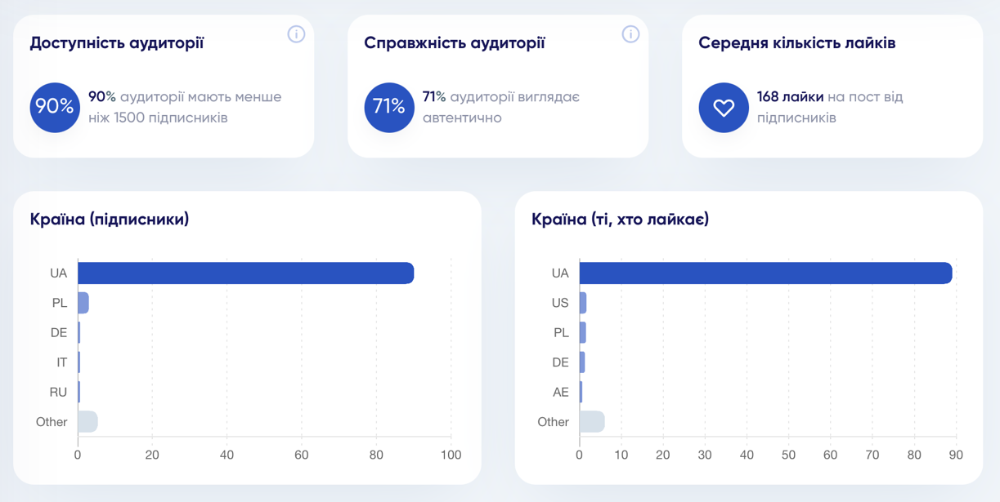 Доступність аудиторії
90%
90% аудиторії мають менше
ніж 1500 підписників
Справжність аудиторії
71%
71% аудиторії виглядає
автентично
Середня кількість лайків
168 лайки на пост від
підписників
Країна (підписники)
UA
PL
DE
IT
RU
Other
0 20 40 60 80 100
Країна (ті, хто лайкає)
UA
US
PL
DE
AE
Other
0 10 20 30 40 50 60 70 80 90